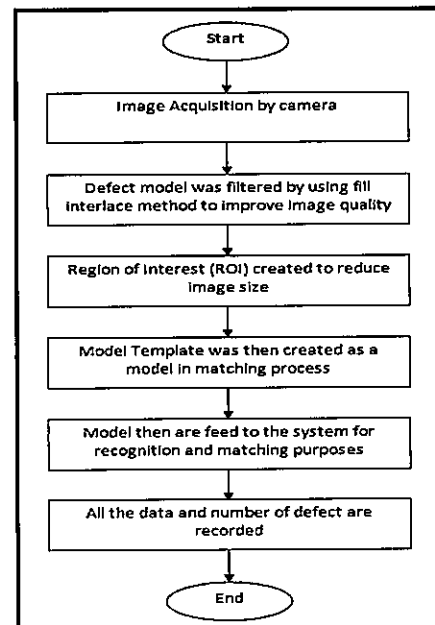 Start
Image Acquisition by camera
Defect model was filtered by using fill
interlace method to improve image quality
Region of Interest (ROI) created to reduce
image size
Model Template was then created as a
model in matching process
Model then are feed to the system for
recognition and matching purposes
All the data and number of defect are
recorded
End